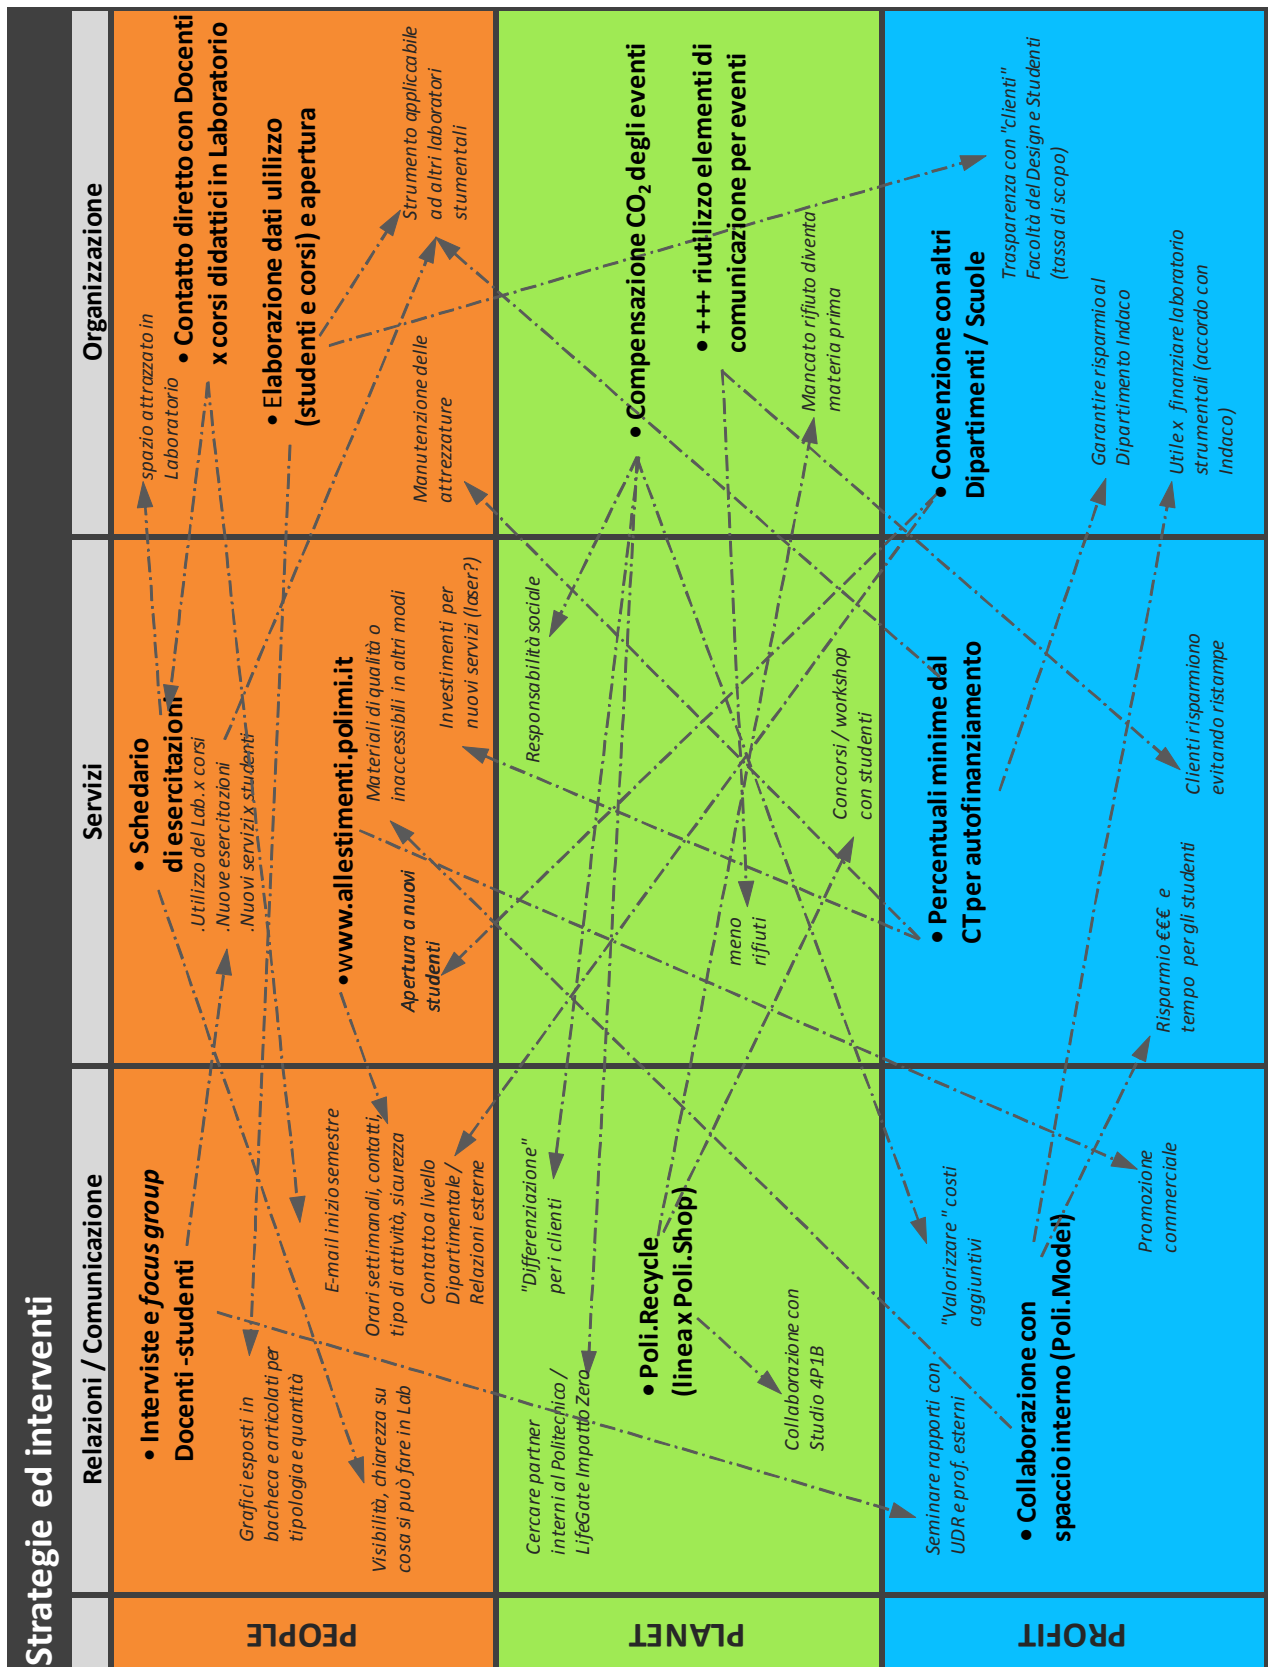 Strategie ed interventi
Relazioni / Comunicazione
Servizi
Organizzazione
PEOPLE
• Interviste e focus group
Docenti -studenti
Grafici esposti in
bacheca e articolati per
tipologia e quantità
E-mail inizio semestre
Orari settimanali, contatti,
tipo di attività, sicurezza
Visibilità, chiarezza su
cosa si può fare in Lab
Contatto a livello
Dipartimentale /
Relazioni esterne
• Schedario
di esercitazioni
.Utilizzo del Lab. x corsi
.Nuove esercitazioni
.Nuovi servizi x studenti
•www.allestimenti.polimi.it
Materiali di qualità o
inaccessibili in altri modi
Apertura a nuovi
studenti
Investimenti per
nuovi servizi (laser?)
spazio attrazzato in
Laboratorio
• Contatto diretto con Docenti
x corsi didattici in Laboratorio
• Elaborazione dati ulilizzo
(studenti e corsi) e apertura
Manutenzione delle
attrezzature
Strumento appliccabile
ad altri laboratori
stumentali
PLANET
"Differenziazione"
per i clienti
Cercare partner
interni al Politecnico /
LifeGate Impatto Zero
• Poli.Recycle
(linea x Poli.Shop)
Collaborazione con
Studio 4P1B
Responsabilità sociale
meno
rifiuti
Concorsi / workshop
con studenti
• Compensazione CO₂ degli eventi
• +++ riutilizzo elementi di
comunicazione per eventi
Mancato rifiuto diventa
materia prima
PROFIT
Seminare rapporti con
UDR e prof. esterni
"Valorizzare " costi
aggiuntivi
• Collaborazione con
spaccio interno (Poli.Model)
Promozione
commerciale
• Percentuali minime dal
CT per autofinanziamento
Risparmio €€€ e
tempo per gli studenti
Clienti risparmiono
evitando ristampe
• Convenzione con altri
Dipartimenti / Scuole
Trasparenza con "clienti"
Facoltà del Design e Studenti
(tassa di scopo)
Garantire risparmio al
Dipartimento Indaco
Utile x finanziare laboratorio
strumentali (accordo con
Indaco)